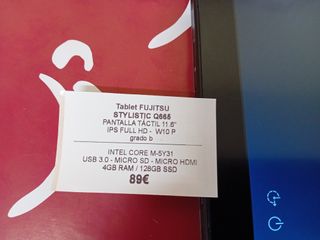 Tablet FUJITSU
STYLISTIC Q665
PANTALLA TÁCTIL 11.6"
IPS FULL HD - W10 P
grado b
INTEL CORE M-5Y31
USB 3.0 - MICRO SD - MICRO HDMI
4GB RAM / 128GB SSD
89€